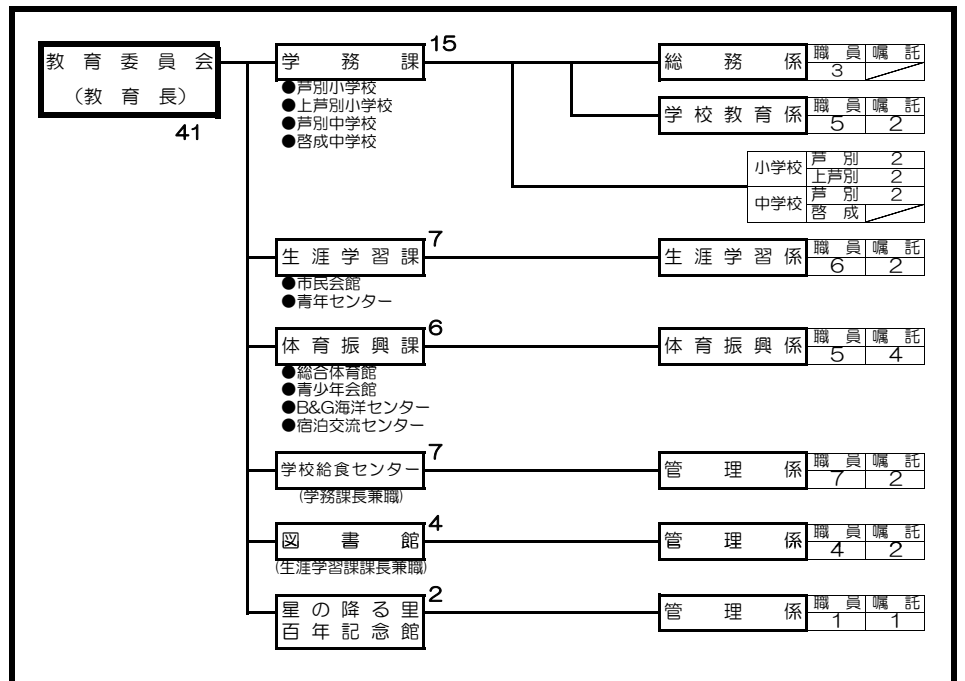 教育委員会
(教育長)
41
学務課
15
●芦別小学校
●上芦別小学校
●芦別中学校
●啓成中学校
総務係
職員 嘱託
3
学校教育係
職員 嘱託
5 2
小学校 芦別 2
上芦別 2
中学校 芦別 2
啓成
生涯学習課
7
●市民会館
●青年センター
生涯学習係
職員 嘱託
6 2
体育振興課
6
●総合体育館
●青少年会館
●B&G海洋センター
●宿泊交流センター
体育振興係
職員 嘱託
5 4
学校給食センター
7
(学務課長兼職)
管理係
職員 嘱託
7 2
図書館
4
(生涯学習課課長兼職)
管理係
職員 嘱託
4 2
星の降る里
百年記念館
2
管理係
職員 嘱託
1 1